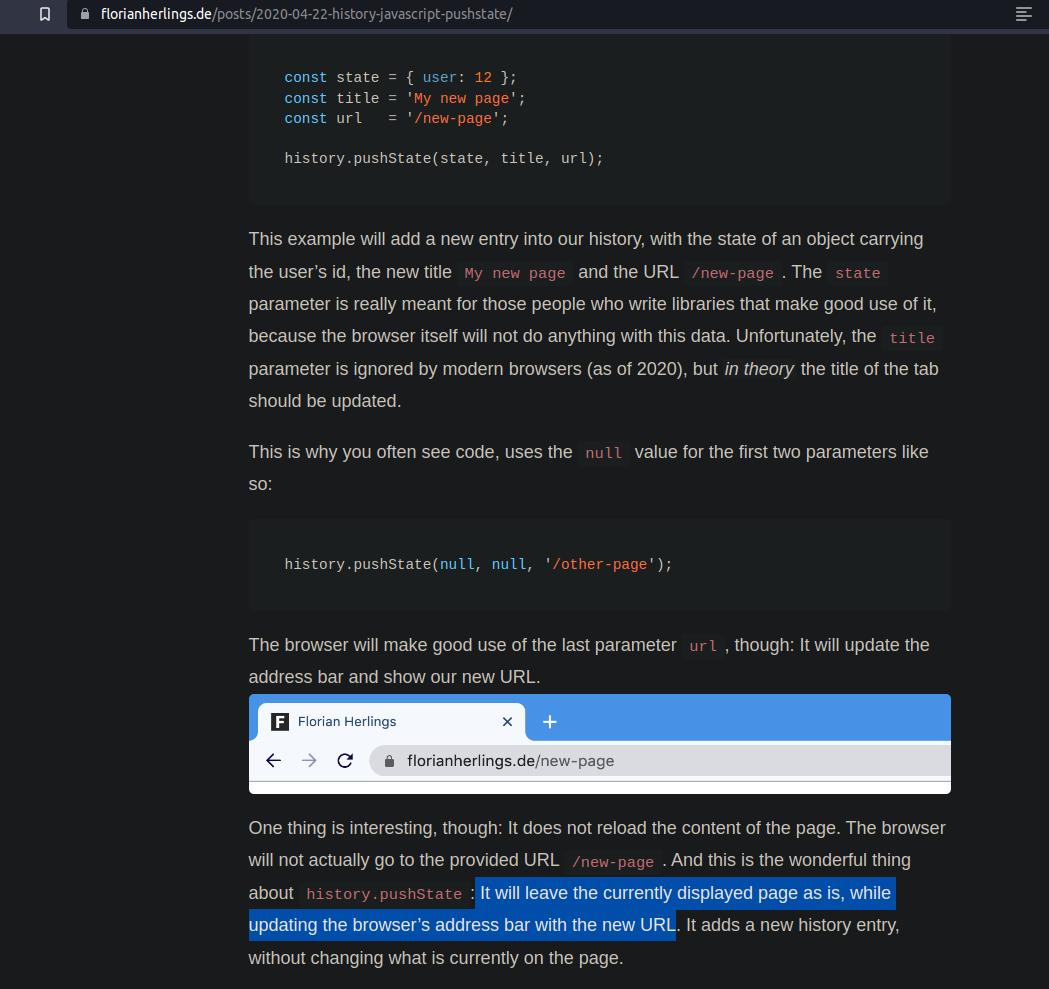 florianherlings.de/posts/2020-04-22-history-javascript-pushstate/
const state = { user: 12 };
const title = 'My new page';
const url   = '/new-page';
history.pushState(state, title, url);
This example will add a new entry into our history, with the state of an object carrying
the user’s id, the new title My new page and the URL /new-page . The state
parameter is really meant for those people who write libraries that make good use of it,
because the browser itself will not do anything with this data. Unfortunately, the title
parameter is ignored by modern browsers (as of 2020), but in theory the title of the tab
should be updated.
This is why you often see code, uses the null value for the first two parameters like
so:
history.pushState(null, null, '/other-page');
The browser will make good use of the last parameter url , though: It will update the
address bar and show our new URL.
F Florian Herlings
florianherlings.de/new-page
One thing is interesting, though: It does not reload the content of the page. The browser
will not actually go to the provided URL /new-page . And this is the wonderful thing
about history.pushState : It will leave the currently displayed page as is, while
updating the browser’s address bar with the new URL. It adds a new history entry,
without changing what is currently on the page.